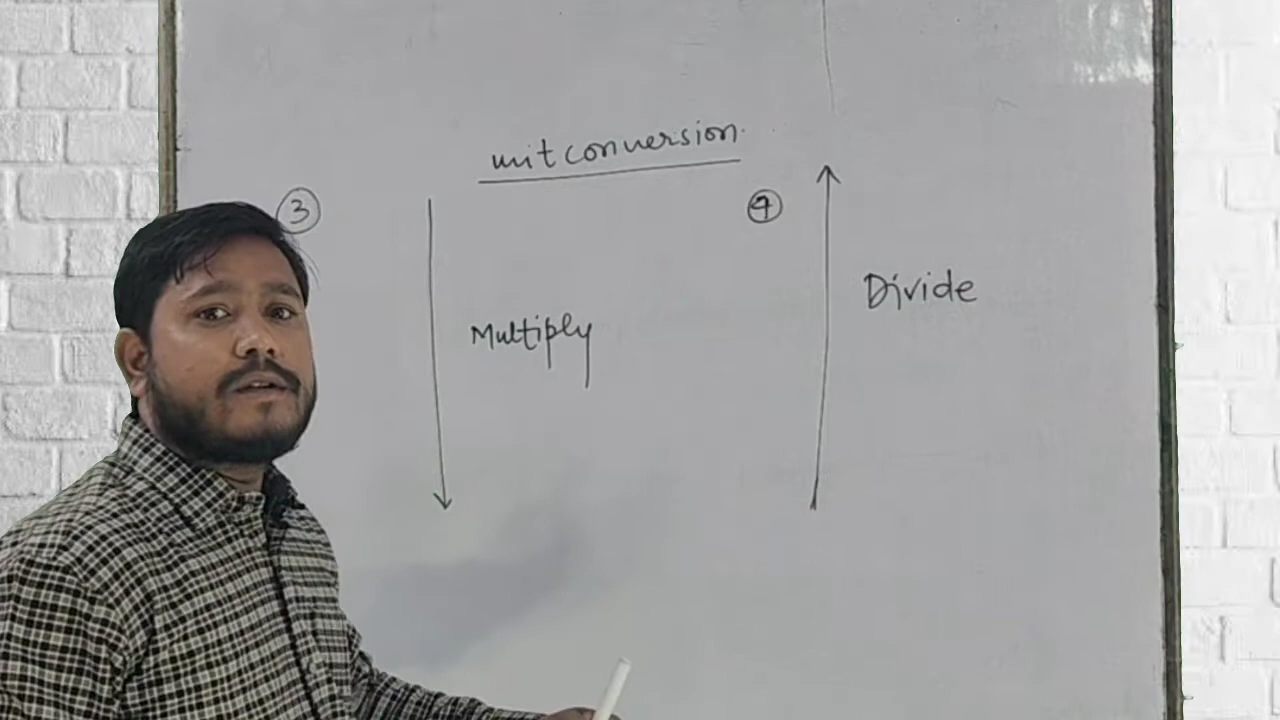 unit conversion
③
④
Divide
Multiply